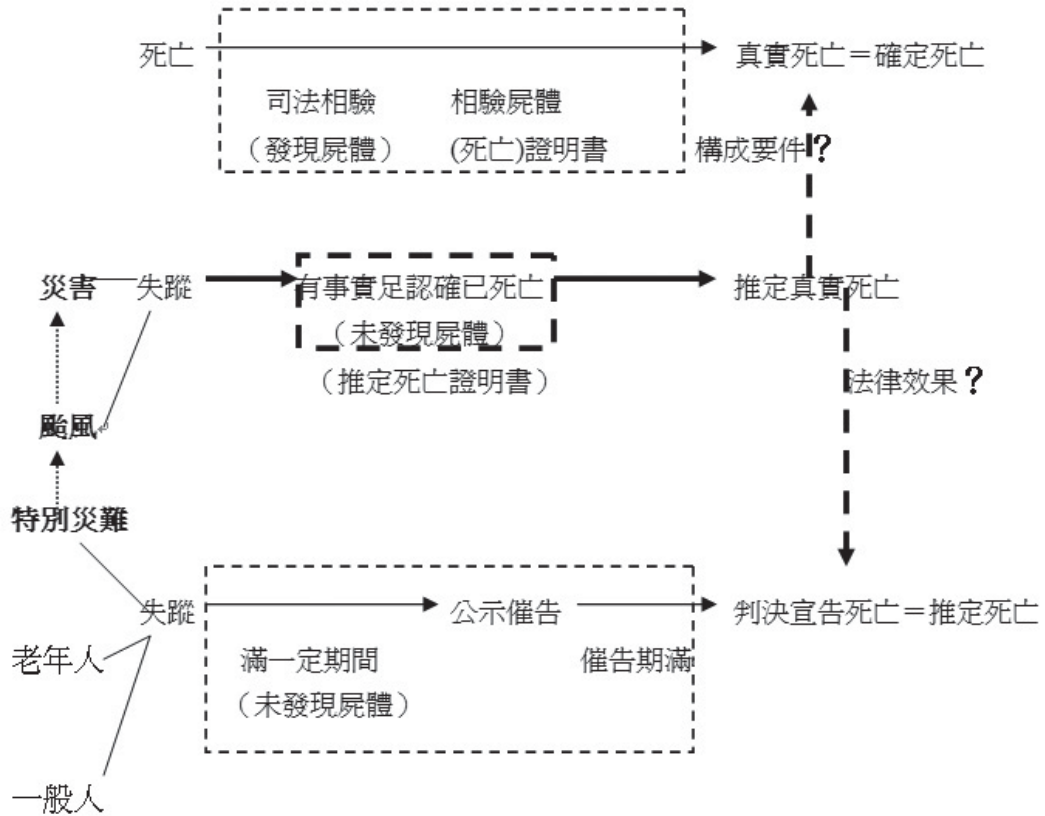 死亡 真實死亡＝確定死亡
司法相驗 相驗屍體
（發現屍體） (死亡)證明書 構成要件？
災害 失蹤 有事實足認確已死亡 推定真實死亡
（未發現屍體）
（推定死亡證明書） 法律效果？
颱風
特別災難
失蹤 公示催告 判決宣告死亡＝推定死亡
老年人 滿一定期間 催告期滿
（未發現屍體）
一般人